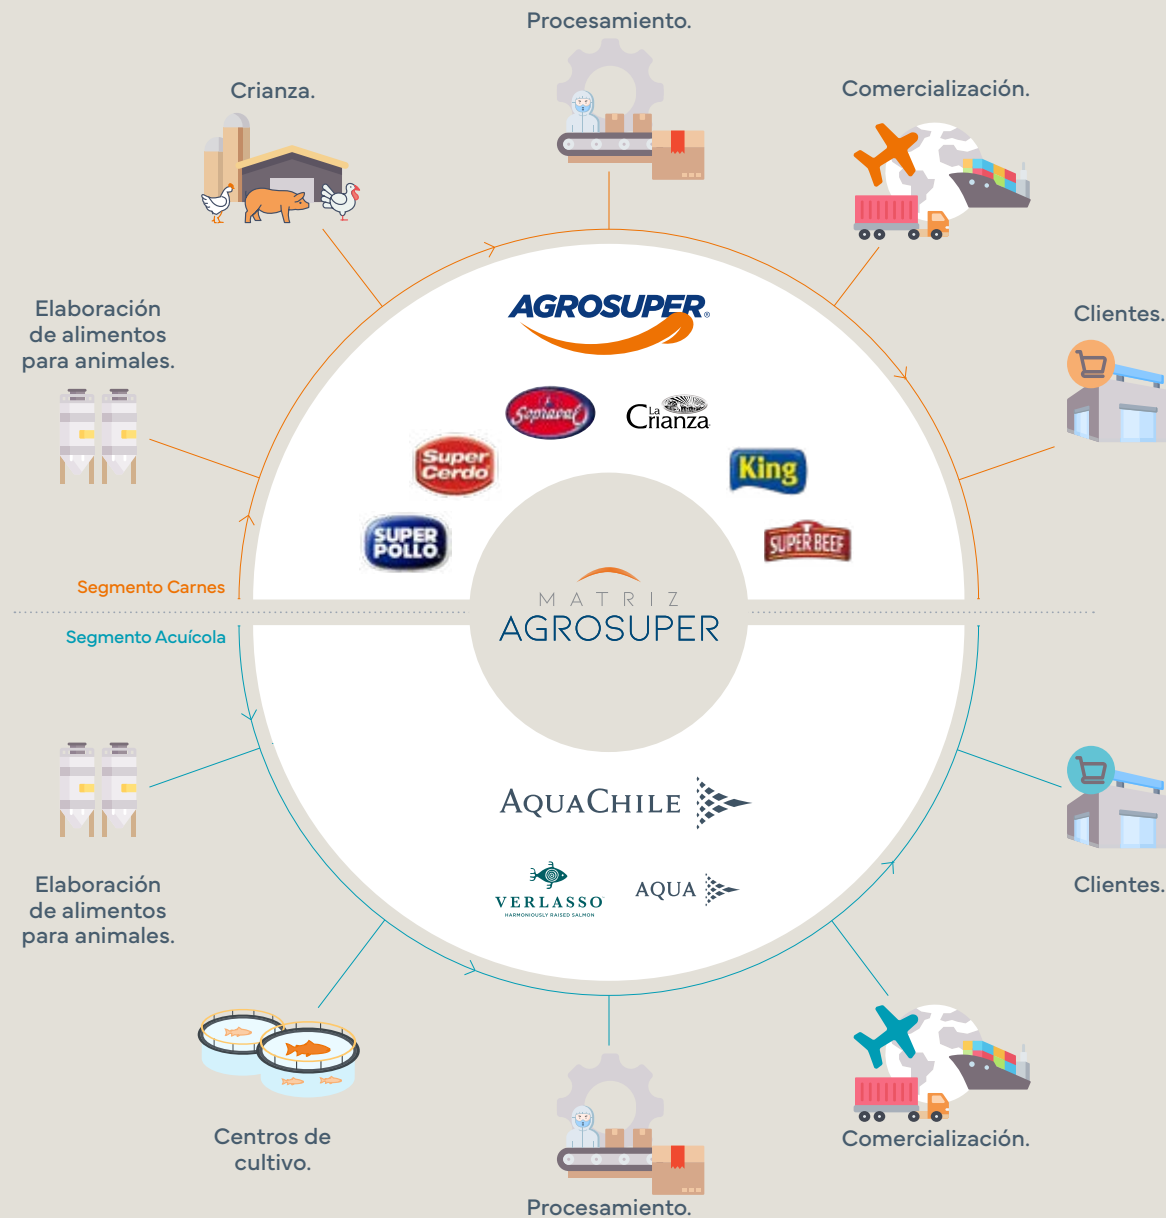 Procesamiento.
Crianza.
Comercialización.
Elaboración
de alimentos
para animales.
Clientes.
AGROSUPER®
Sopraval
La
Crianza
Super
Cerdo
King
SUPER
POLLO
SUPER BEEF
Segmento Carnes
MATRIZ
AGROSUPER
Segmento Acuícola
AQUACHILE
VERLASSO
HARMONIOUSLY RAISED SALMON
AQUA
Elaboración
de alimentos
para animales.
Clientes.
Centros de
cultivo.
Comercialización.
Procesamiento.